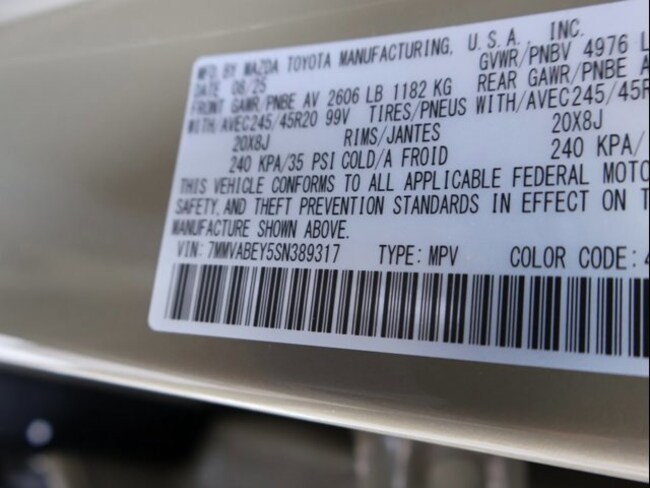 MFD. BY MAZDA TOYOTA MANUFACTURING, U.S.A. INC.
DATE 08/25 GVWR/PNBV 4976 L
FRONT GAWR/PNBE AV 2606 LB 1182 KG REAR GAWR/PNBE A
WITH/AVEC245/45R20 99V TIRES/PNEUS WITH/AVEC245/45R
20X8J RIMS/JANTES 20X8J
240 KPA/35 PSI COLD/A FROID 240 KPA/
THIS VEHICLE CONFORMS TO ALL APPLICABLE FEDERAL MOTO
SAFETY, AND THEFT PREVENTION STANDARDS IN EFFECT ON T
MANUFACTURE SHOWN ABOVE.
VIN: 7MMVABEY5SN389317 TYPE: MPV COLOR CODE: 4